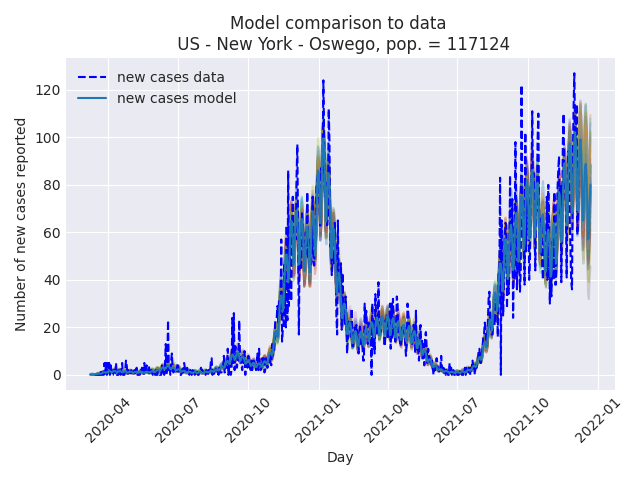 Model comparison to data
US - New York - Oswego, pop. = 117124
new cases data
new cases model
Number of new cases reported
120
100
80
60
40
20
0
2020-04
2020-07
2020-10
2021-01
2021-04
2021-07
2021-10
2022-01
Day